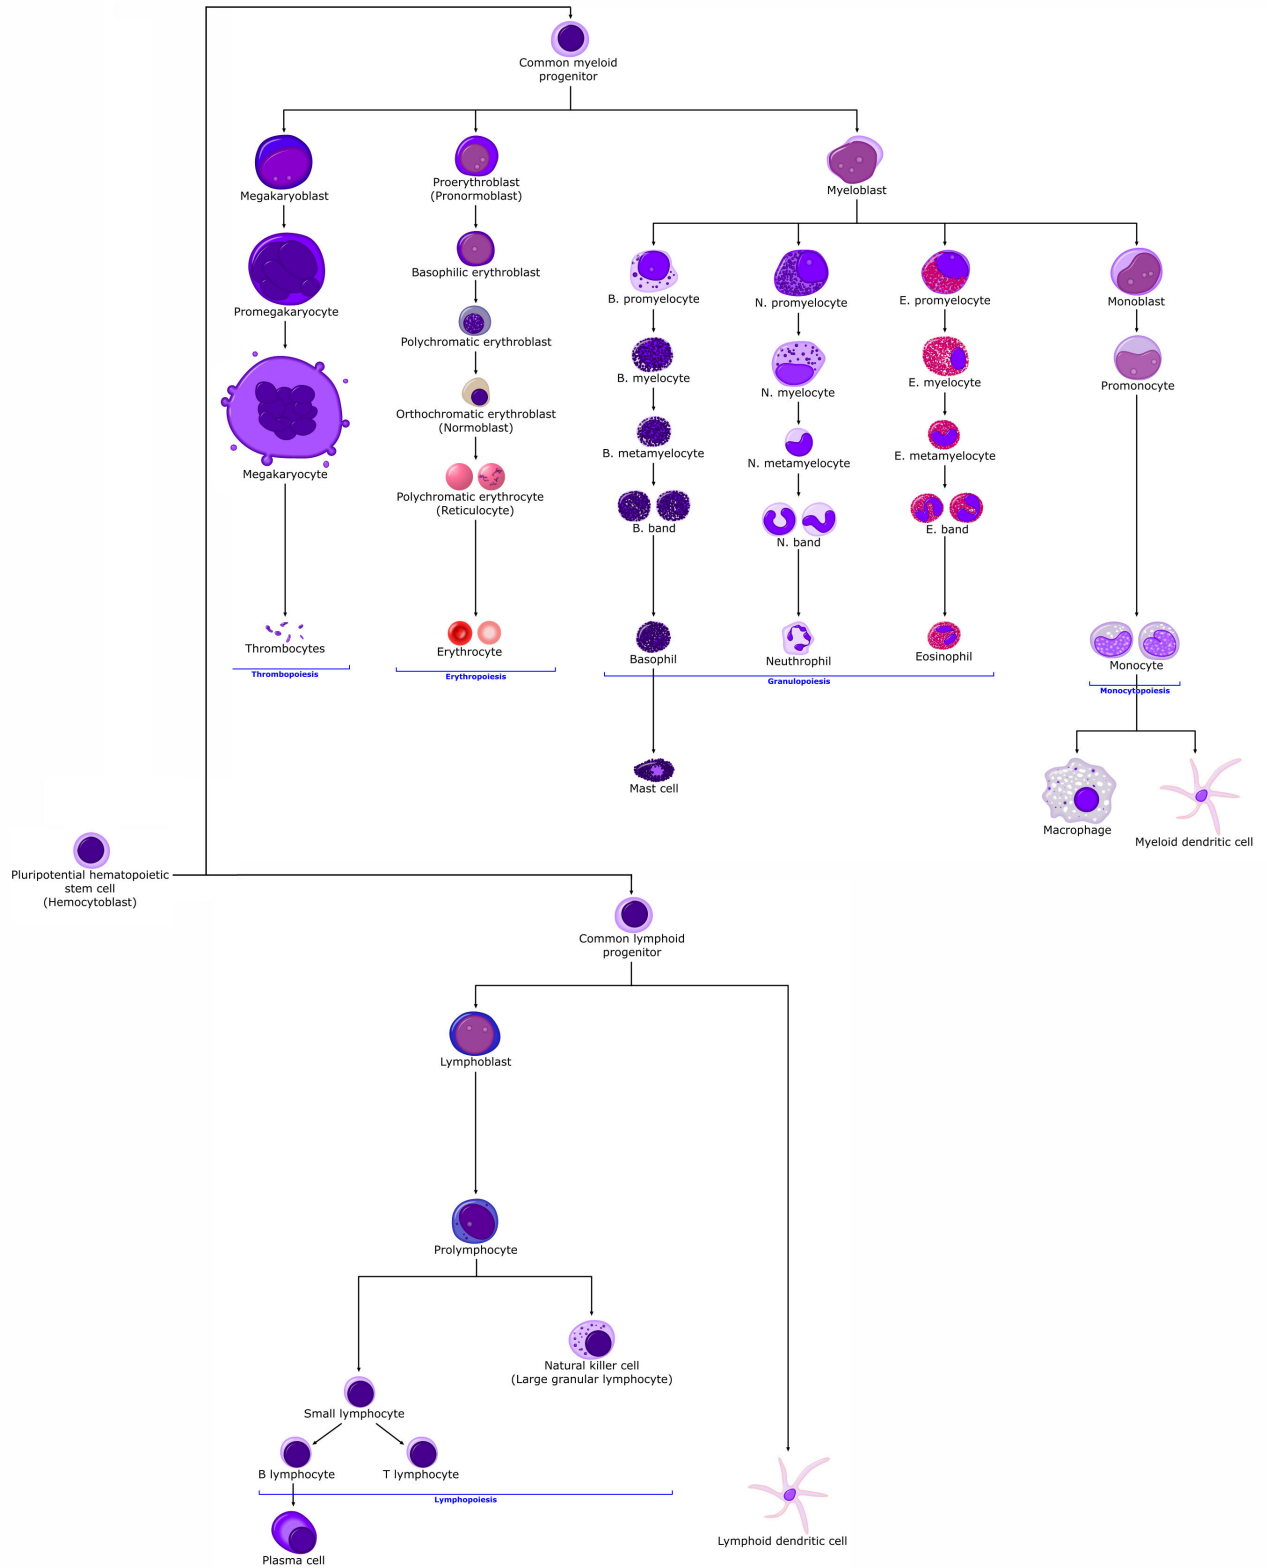 Common myeloid
progenitor
Megakaryoblast
Proerythroblast
(Pronormoblast)
Myeloblast
Promegakaryocyte
Basophilic erythroblast
B. promyelocyte
N. promyelocyte
E. promyelocyte
Monoblast
Polychromatic erythroblast
B. myelocyte
N. myelocyte
E. myelocyte
Promonocyte
Megakaryocyte
Orthochromatic erythroblast
(Normoblast)
B. metamyelocyte
N. metamyelocyte
E. metamyelocyte
Polychromatic erythrocyte
(Reticulocyte)
B. band
N. band
E. band
Thrombocytes
Erythrocyte
Basophil
Neuthrophil
Eosinophil
Monocyte
Thrombopoiesis
Erythropoiesis
Granulopoiesis
Monocytopoiesis
Mast cell
Macrophage
Myeloid dendritic cell
Pluripotential hematopoietic
stem cell
(Hemocytoblast)
Common lymphoid
progenitor
Lymphoblast
Prolymphocyte
Natural killer cell
(Large granular lymphocyte)
Small lymphocyte
B lymphocyte
T lymphocyte
Lymphopoiesis
Lymphoid dendritic cell
Plasma cell